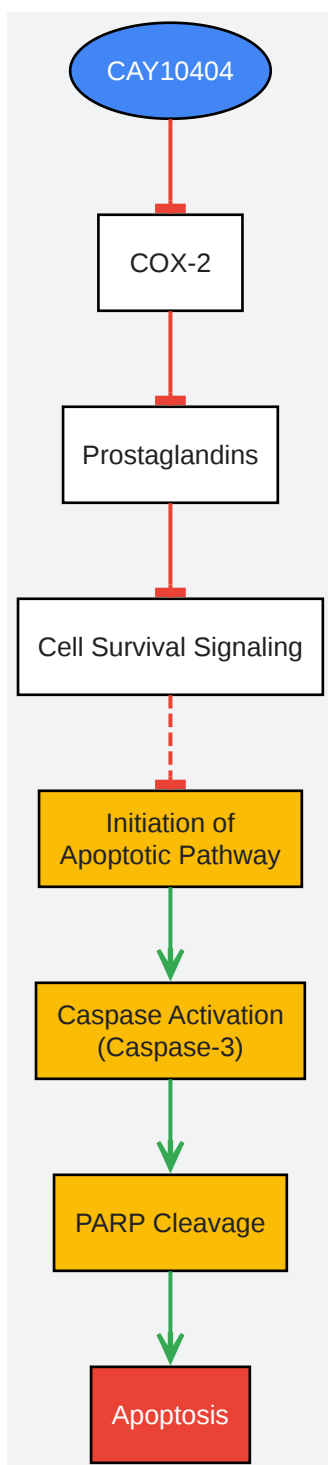 CAY10404
COX-2
Prostaglandins
Cell Survival Signaling
Initiation of
Apoptotic Pathway
Caspase Activation
(Caspase-3)
PARP Cleavage
Apoptosis